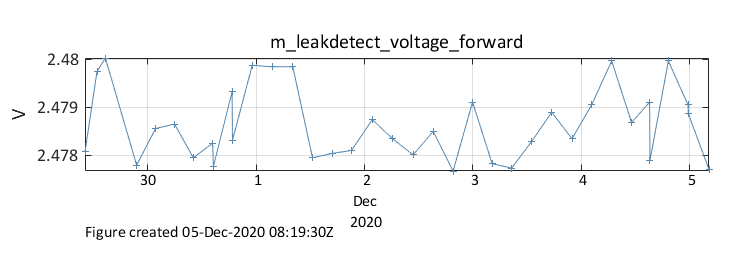 m_leakdetect_voltage_forward
2.48
2.479
2.478
V
30 1 2 3 4 5
Dec
2020
Figure created 05-Dec-2020 08:19:30Z